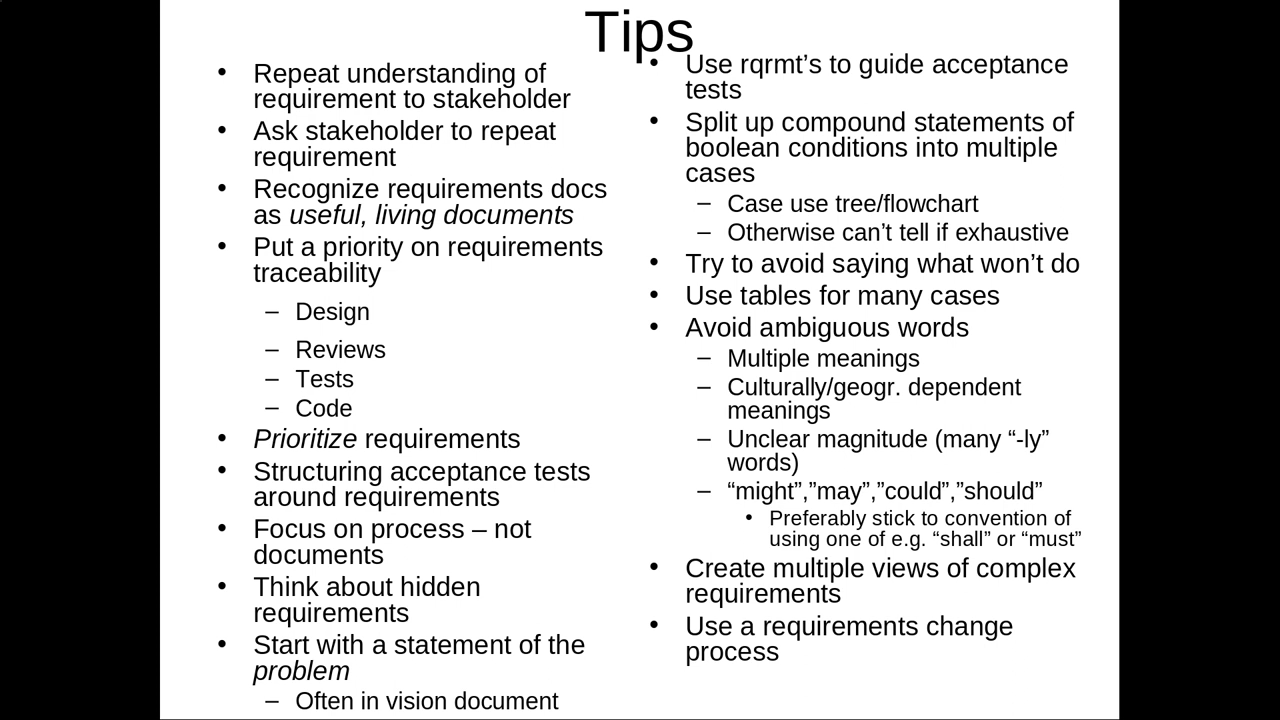 Tips
• Repeat understanding of
requirement to stakeholder
• Ask stakeholder to repeat
requirement
• Recognize requirements docs
as useful, living documents
• Put a priority on requirements
traceability
– Design
– Reviews
– Tests
– Code
• Prioritize requirements
• Structuring acceptance tests
around requirements
• Focus on process – not
documents
• Think about hidden
requirements
• Start with a statement of the
problem
– Often in vision document
• Use rqrmt’s to guide acceptance
tests
• Split up compound statements of
boolean conditions into multiple
cases
– Case use tree/flowchart
– Otherwise can’t tell if exhaustive
• Try to avoid saying what won’t do
• Use tables for many cases
• Avoid ambiguous words
– Multiple meanings
– Culturally/geogr. dependent
meanings
– Unclear magnitude (many “-ly”
words)
– “might”,”may”,”could”,”should”
• Preferably stick to convention of
using one of e.g. “shall” or “must”
• Create multiple views of complex
requirements
• Use a requirements change
process